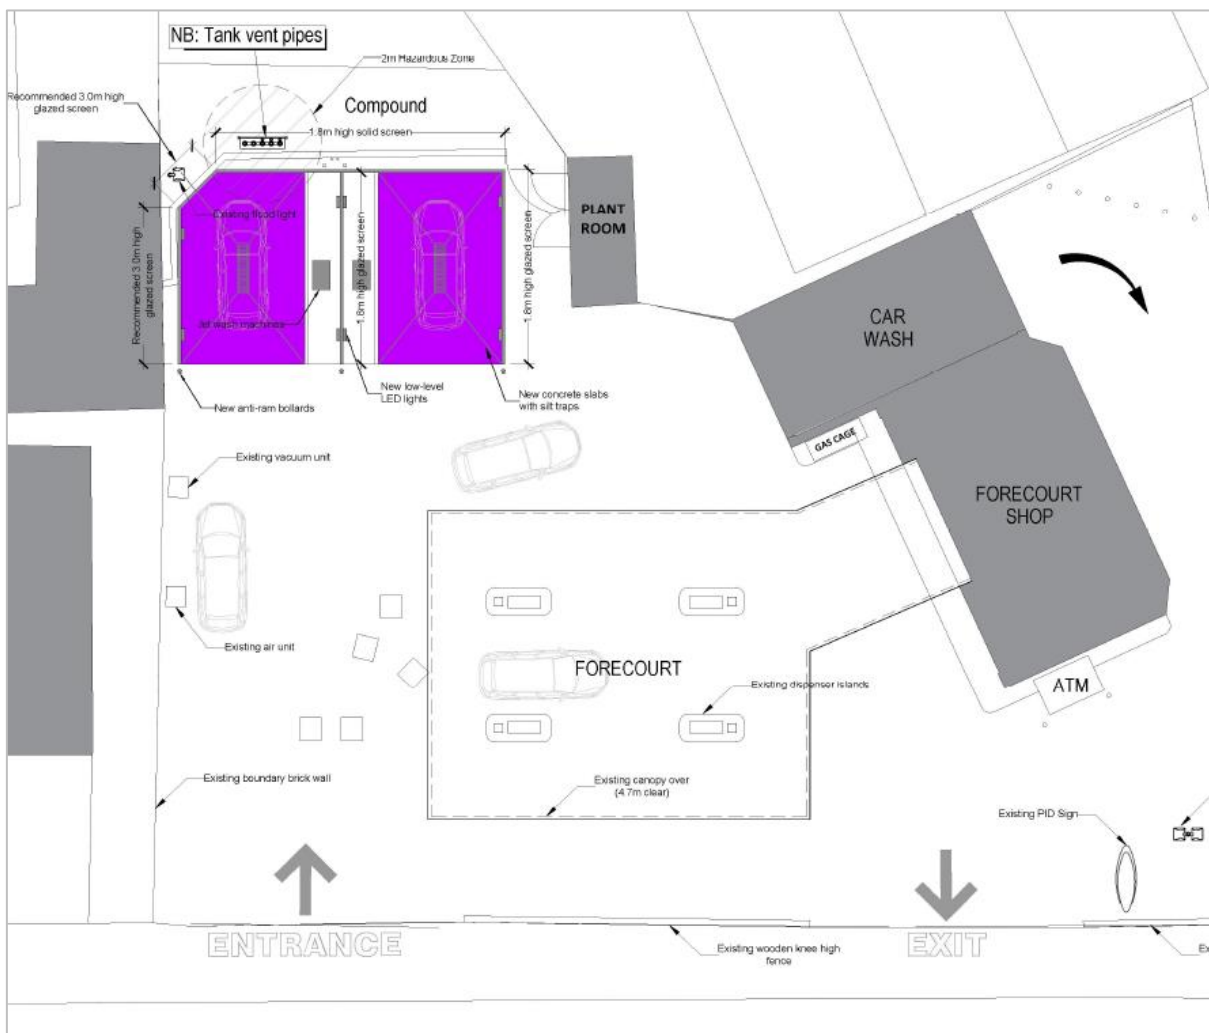 NB: Tank vent pipes
2m Hazardous Zone
Recommended 3.0m high
glazed screen
Compound
1.8m high solid screen
Existing flood light
PLANT
ROOM
Recommended 3.0m high
glazed screen
1.8m high glazed screen
1.8m high glazed screen
Jet wash machines
CAR
WASH
New anti-ram bollards
New low-level
LED lights
New concrete slabs
with silt traps
GAS CAGE
Existing vacuum unit
FORECOURT
SHOP
Existing air unit
FORECOURT
Existing dispenser islands
ATM
Existing boundary brick wall
Existing canopy over
(4.7m clear)
Existing PID Sign
ENTRANCE
Existing wooden knee high
fence
EXIT